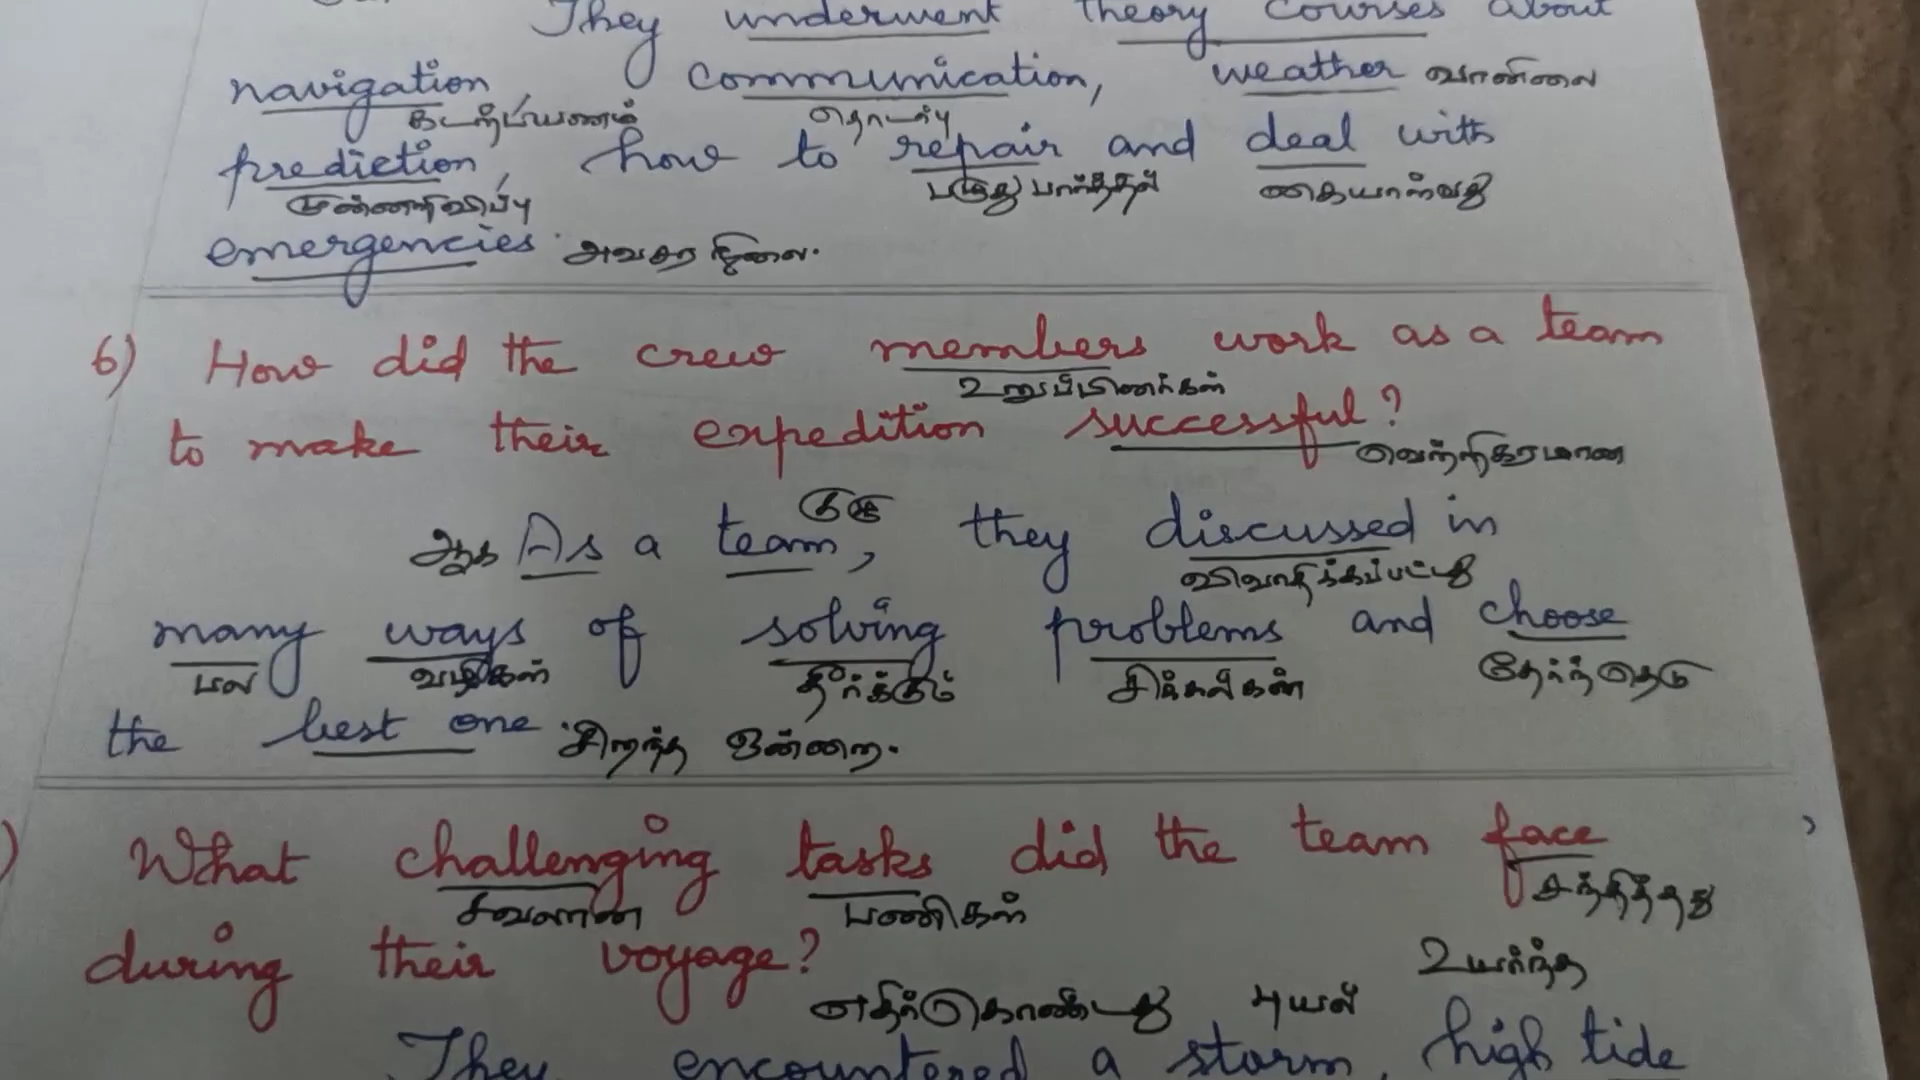 They underwent theory courses about
navigation, communication, weather வானிலை
கடற்பயணம் தொடர்பு
prediction, how to repair and deal with
முன்னறிவிப்பு பழுது பார்த்தல் கையாள்வது
emergencies. அவசர நிலை.
6) How did the crew members work as a team
உறுப்பினர்கள்
to make their expedition successful?
வெற்றிகரமான
குழு
ஆக As a team, they discussed in
விவாதிக்கப்பட்டது
many ways of solving problems and choose
பல வழிகள் தீர்க்கும் சிக்கல்கள் தேர்ந்தெடு
the best one. சிறந்த ஒன்றை.
) What challenging tasks did the team face
சவாலான பணிகள் சந்தித்தது
during their voyage?
உயர்ந்த
எதிர்கொண்டது புயல்
They encountered a storm, high tide